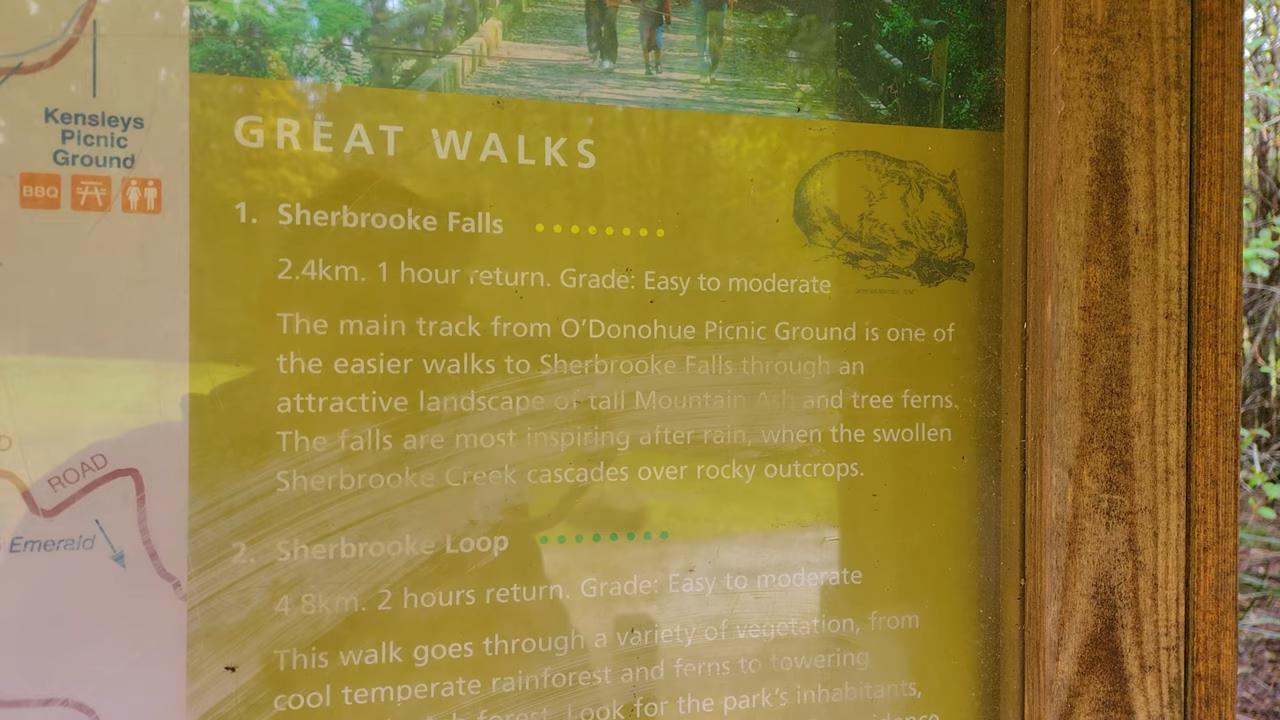 Kensleys
Picnic
Ground
BBQ
ROAD
Emerald
GREAT WALKS
1. Sherbrooke Falls
2.4km. 1 hour return. Grade: Easy to moderate
The main track from O'Donohue Picnic Ground is one of
the easier walks to Sherbrooke Falls through an
attractive landscape of tall Mountain Ash and tree ferns.
The falls are most inspiring after rain, when the swollen
Sherbrooke Creek cascades over rocky outcrops.
2. Sherbrooke Loop
4.8km. 2 hours return. Grade: Easy to moderate
This walk goes through a variety of vegetation, from
cool temperate rainforest and ferns to towering
forest. Look for the park's inhabitants,